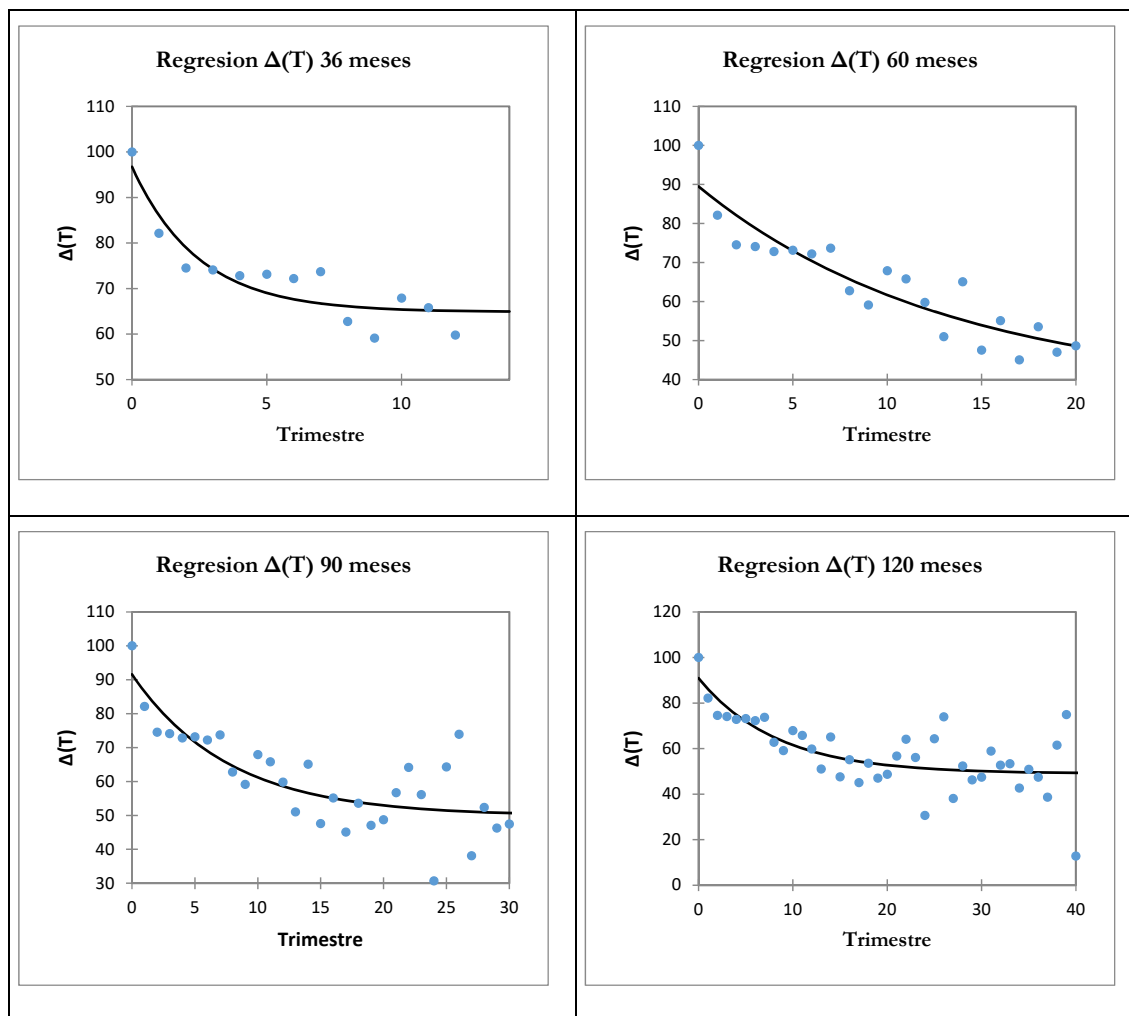 Regresion Δ(T) 36 meses
110
100
90
80
70
60
50
Δ(T)
0 5 10
Trimestre
Regresion Δ(T) 60 meses
110
100
90
80
70
60
50
40
Δ(T)
0 5 10 15 20
Trimestre
Regresion Δ(T) 90 meses
110
100
90
80
70
60
50
40
30
Δ(T)
0 5 10 15 20 25 30
Trimestre
Regresion Δ(T) 120 meses
120
100
80
60
40
20
0
Δ(T)
0 10 20 30 40
Trimestre